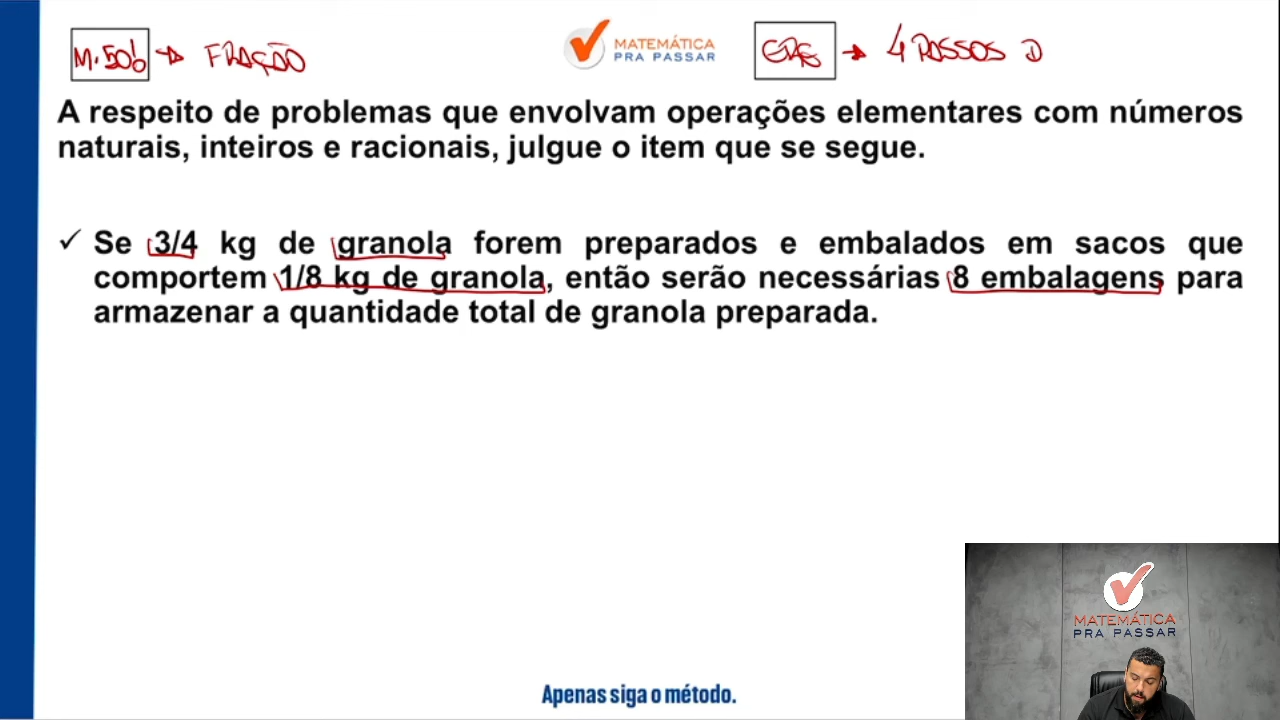 M.50% → FRAÇÃO
MATEMÁTICA
PRA PASSAR
→ 4 PASSOS D
A respeito de problemas que envolvam operações elementares com números
naturais, inteiros e racionais, julgue o item que se segue.
✓ Se 3/4 kg de granola forem preparados e embalados em sacos que
comportem 1/8 kg de granola, então serão necessárias 8 embalagens para
armazenar a quantidade total de granola preparada.
MATEMÁTICA
PRA PASSAR
Apenas siga o método.